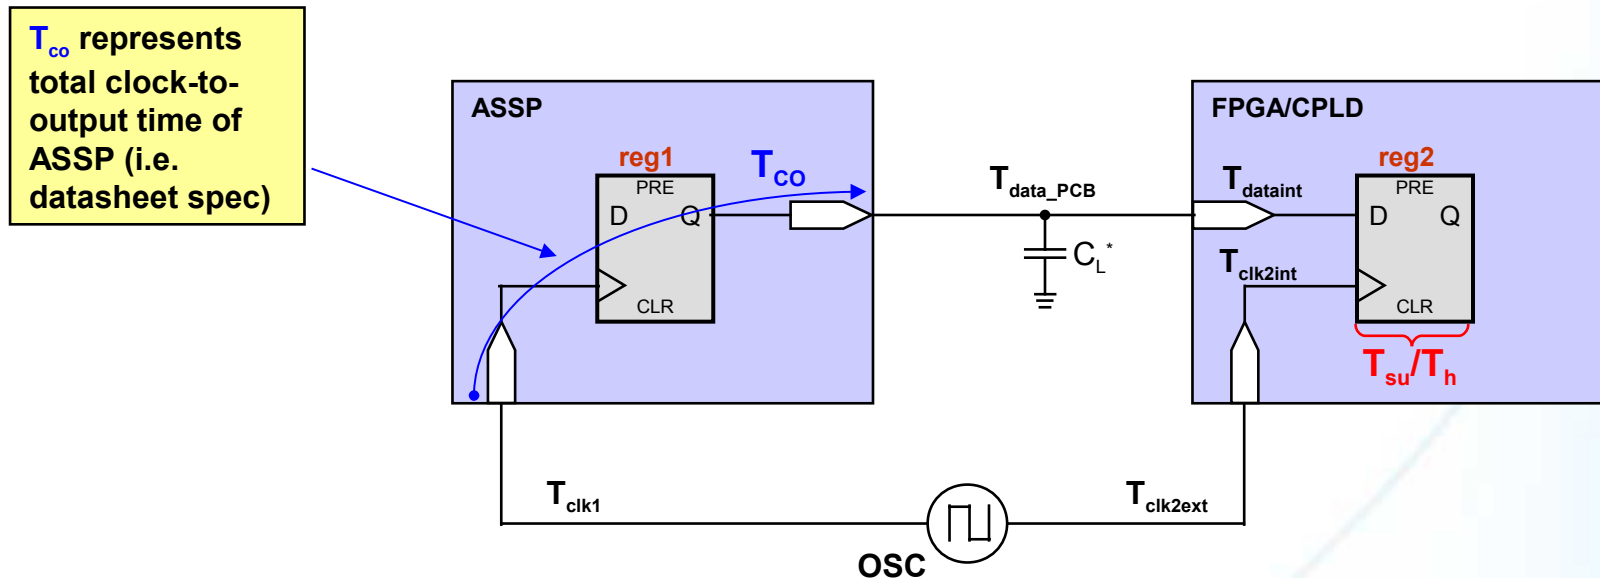 Tco represents
total clock-to-
output time of
ASSP (i.e.
datasheet spec)
ASSP
reg1
PRE
D Q
CLR
TCO
Tdata_PCB
CL*
FPGA/CPLD
Tdataint
Tclk2int
reg2
PRE
D Q
CLR
Tsu/Th
Tclk1
Tclk2ext
OSC